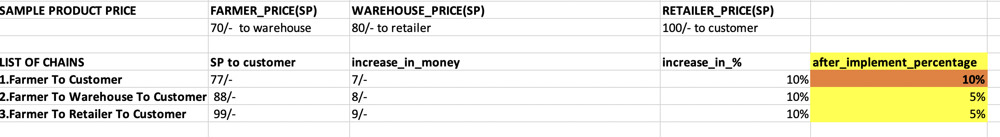 SAMPLE PRODUCT PRICE FARMER_PRICE(SP) WAREHOUSE_PRICE(SP) RETAILER_PRICE(SP)
70/- to warehouse 80/- to retailer 100/- to customer
LIST OF CHAINS SP to customer increase_in_money increase_in_% after_implement_percentage
1.Farmer To Customer 77/- 7/- 10% 10%
2.Farmer To Warehouse To Customer 88/- 8/- 10% 5%
3.Farmer To Retailer To Customer 99/- 9/- 10% 5%